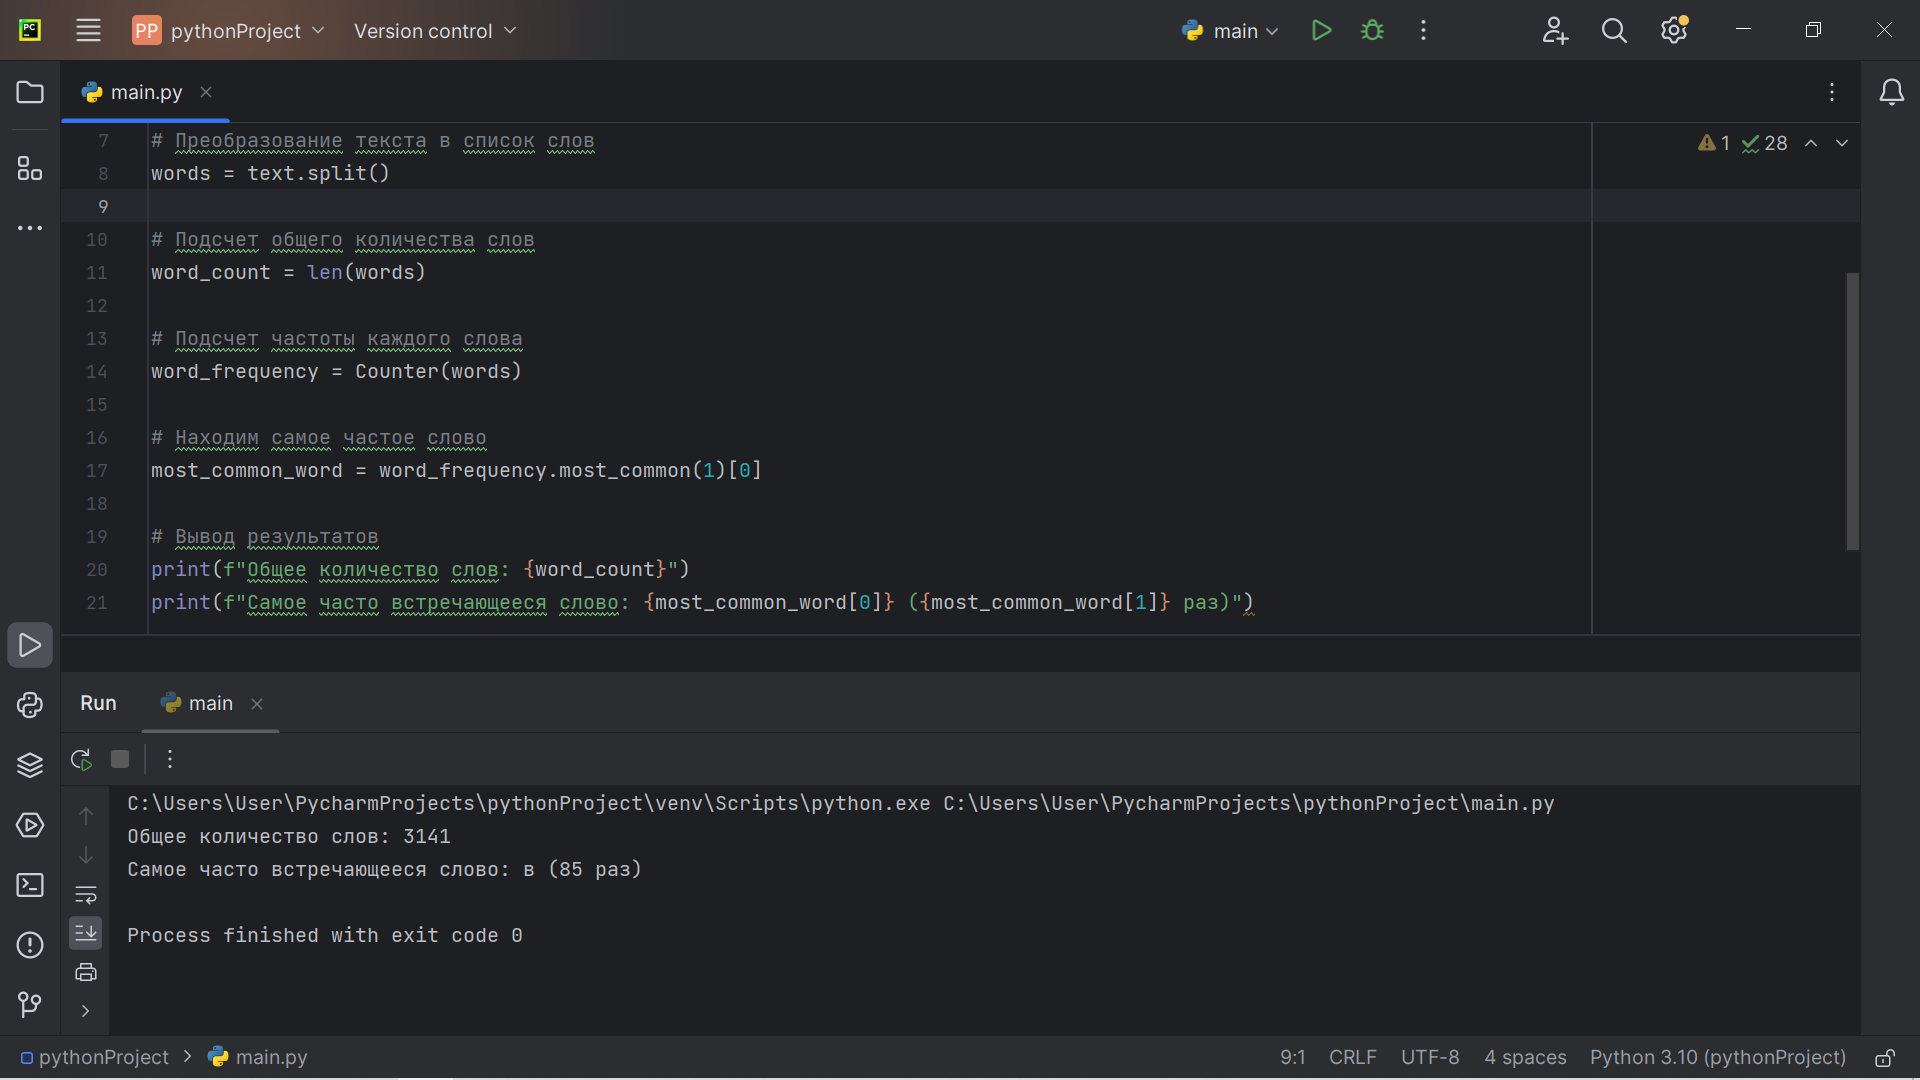 PC
PP pythonProject Version control main
main.py
7 # Преобразование текста в список слов
1 28
8 words = text.split()
9
10 # Подсчет общего количества слов
11 word_count = len(words)
12
13 # Подсчет частоты каждого слова
14 word_frequency = Counter(words)
15
16 # Находим самое частое слово
17 most_common_word = word_frequency.most_common(1)[0]
18
19 # Вывод результатов
20 print(f"Общее количество слов: {word_count}")
21 print(f"Самое часто встречающееся слово: {most_common_word[0]} ({most_common_word[1]} раз)")
Run main
C:\Users\User\PycharmProjects\pythonProject\venv\Scripts\python.exe C:\Users\User\PycharmProjects\pythonProject\main.py
Общее количество слов: 3141
Самое часто встречающееся слово: в (85 раз)
Process finished with exit code 0
pythonProject > main.py 9:1 CRLF UTF-8 4 spaces Python 3.10 (pythonProject)